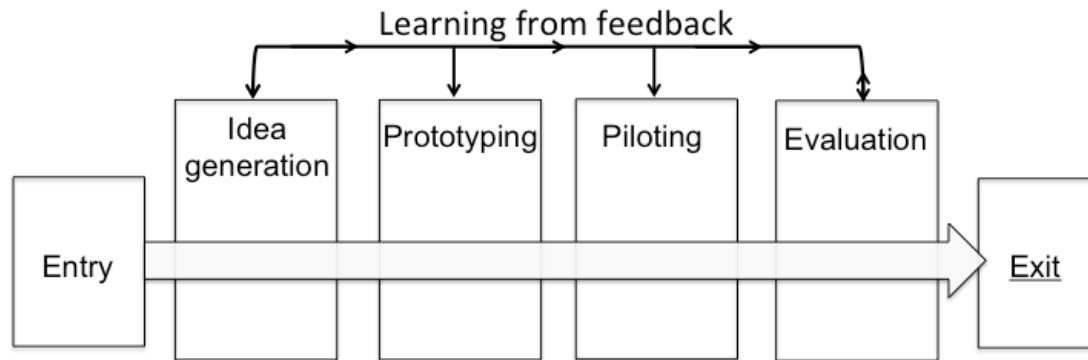 Learning from feedback
Idea
generation
Prototyping
Piloting
Evaluation
Entry
Exit